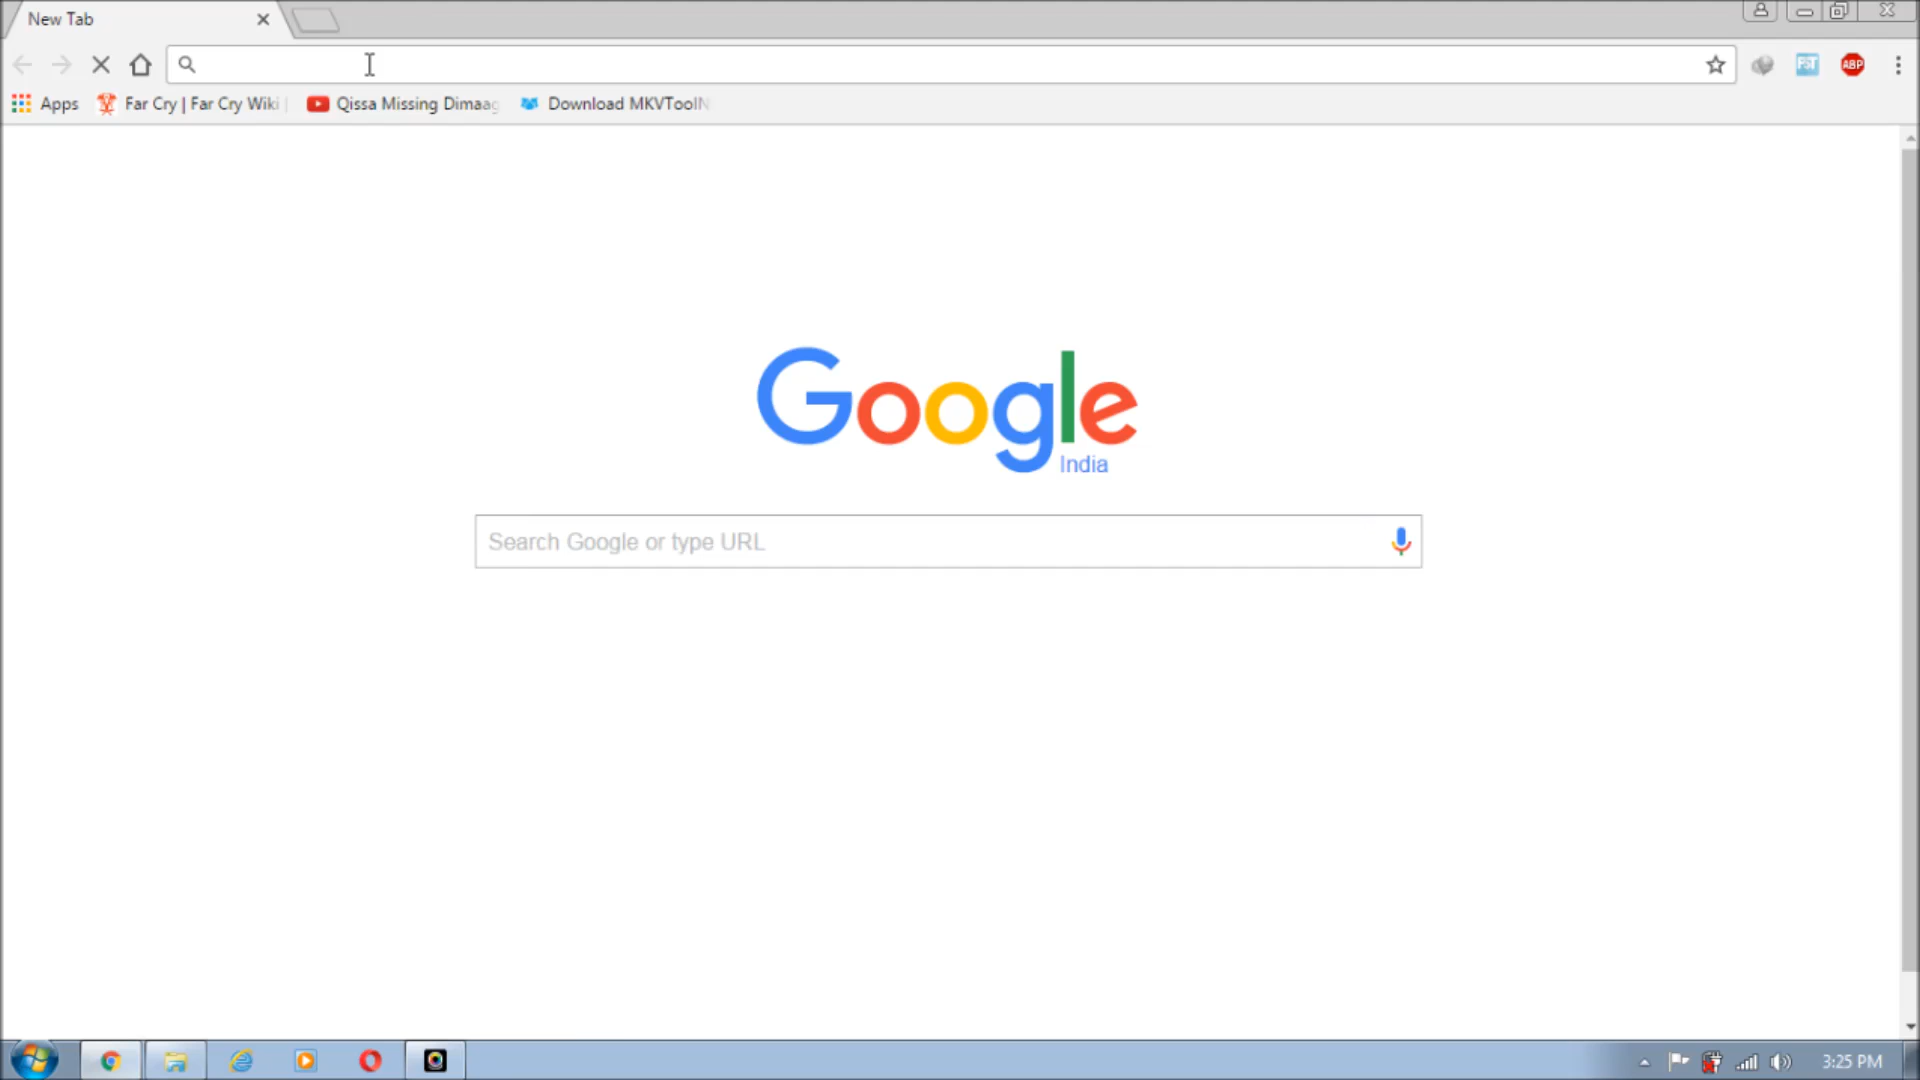 New Tab
Apps Far Cry | Far Cry Wiki Qissa Missing Dimaag Download MKVToolN
ABP
Google
India
Search Google or type URL
3:25 PM